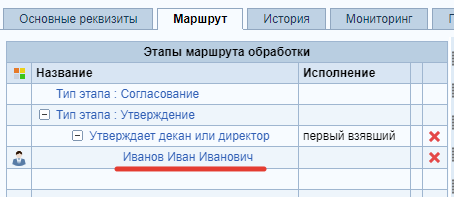 Основные реквизиты Маршрут История Мониторинг
Этапы маршрута обработки
Название Исполнение
Тип этапа : Согласование
Тип этапа : Утверждение
Утверждает декан или директор первый взявший
Иванов Иван Иванович